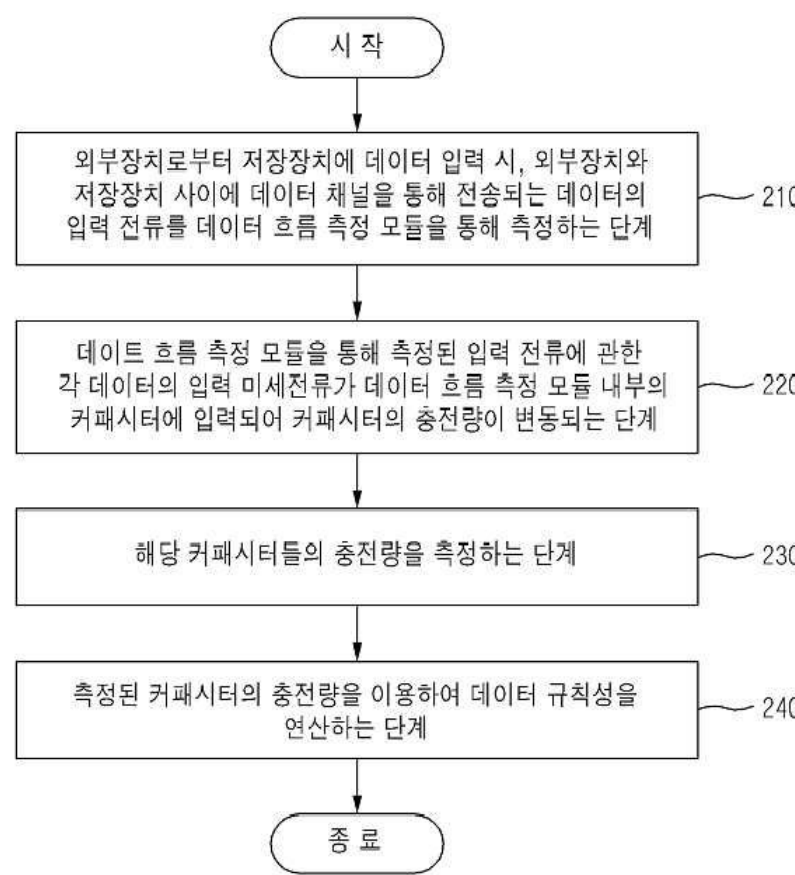 시 작
외부장치로부터 저장장치에 데이터 입력 시, 외부장치와
저장장치 사이에 데이터 채널을 통해 전송되는 데이터의
입력 전류를 데이터 흐름 측정 모듈을 통해 측정하는 단계
210
데이트 흐름 측정 모듈을 통해 측정된 입력 전류에 관한
각 데이터의 입력 미세전류가 데이터 흐름 측정 모듈 내부의
커패시터에 입력되어 커패시터의 충전량이 변동되는 단계
220
해당 커패시터들의 충전량을 측정하는 단계
230
측정된 커패시터의 충전량을 이용하여 데이터 규칙성을
연산하는 단계
240
종 료